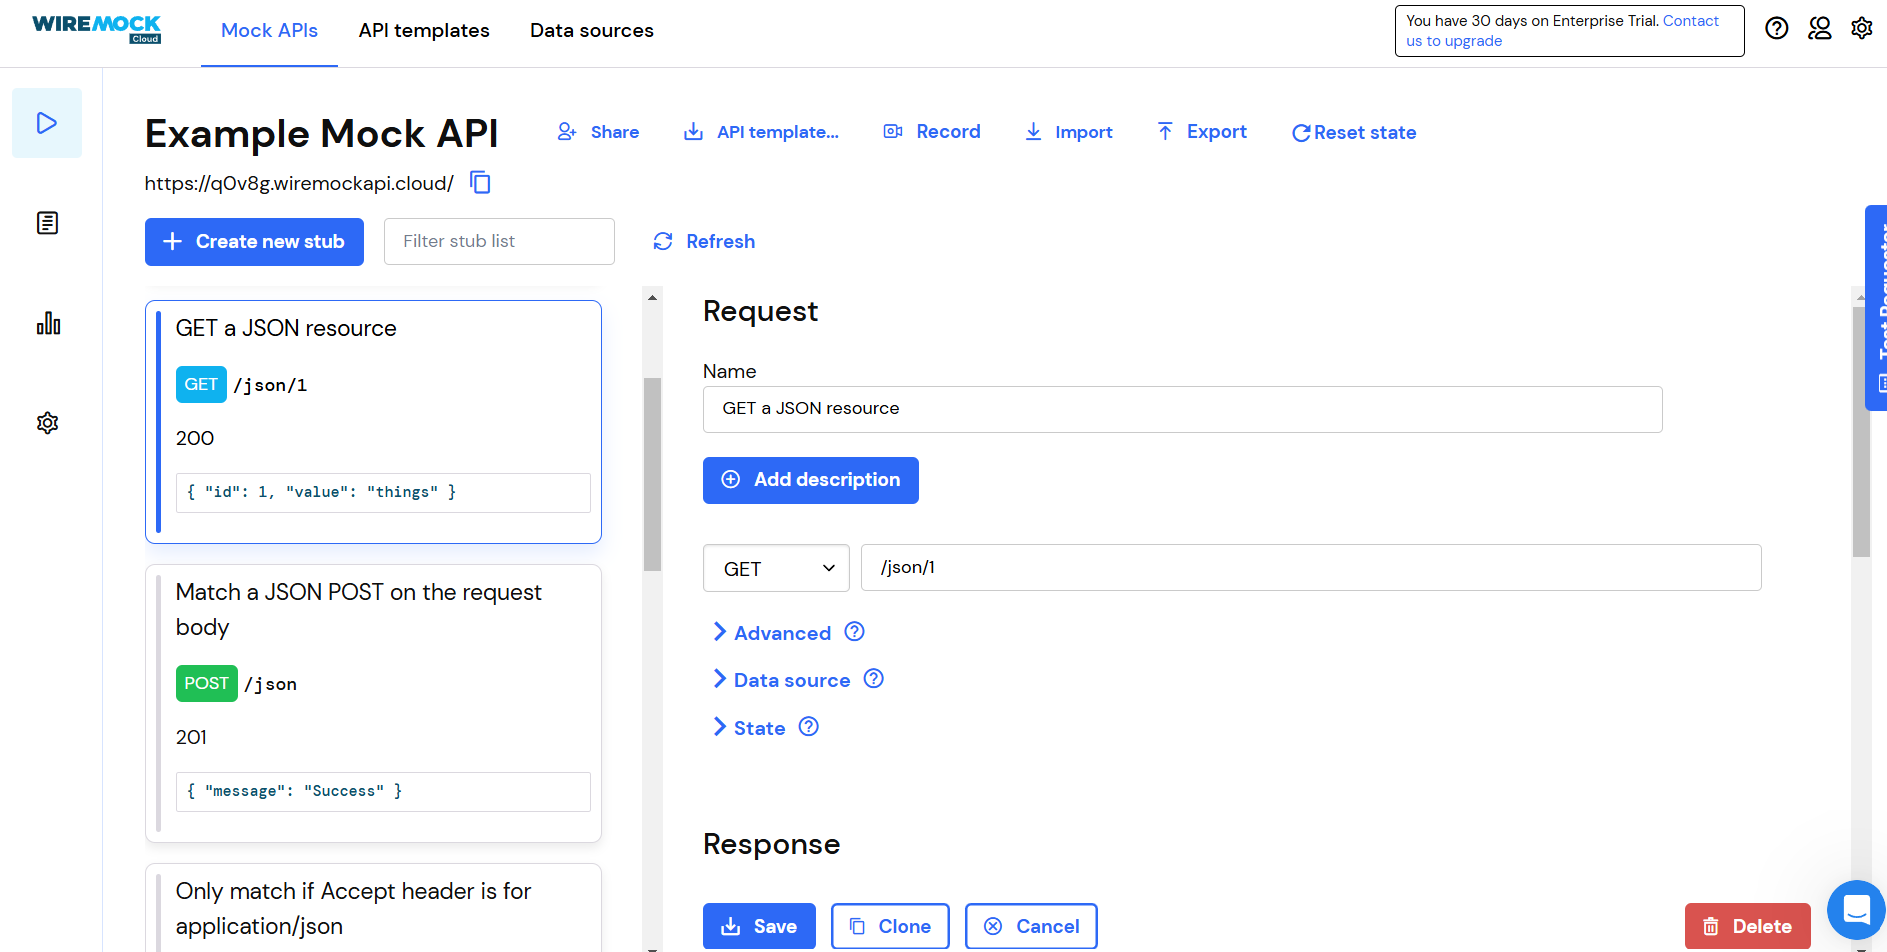 WIREMOCK
Cloud
Mock APIs
API templates
Data sources
You have 30 days on Enterprise Trial. Contact
us to upgrade
Example Mock API
Share
API template...
Record
Import
Export
Reset state
https://q0v8g.wiremockapi.cloud/
Create new stub
Filter stub list
Refresh
GET a JSON resource
GET /json/1
200
{ "id": 1, "value": "things" }
Match a JSON POST on the request
body
POST /json
201
{ "message": "Success" }
Only match if Accept header is for
application/json
Request
Name
GET a JSON resource
Add description
GET
/json/1
Advanced
Data source
State
Response
Save
Clone
Cancel
Delete
Test Requester